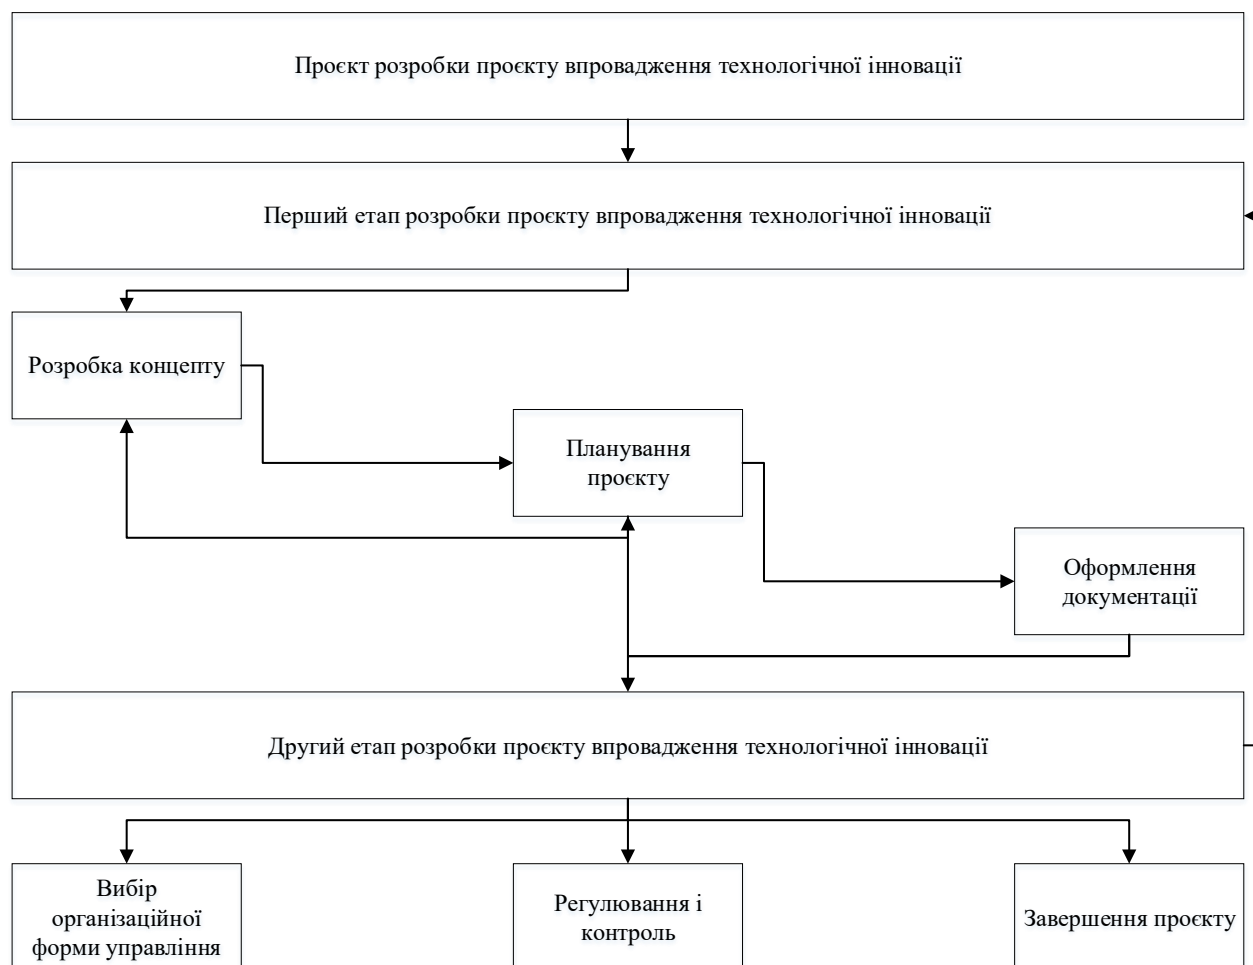 Проєкт розробки проєкту впровадження технологічної інновації
Перший етап розробки проєкту впровадження технологічної інновації
Розробка концепту
Планування
проєкту
Оформлення
документації
Другий етап розробки проєкту впровадження технологічної інновації
Вибір
організаційної
форми управління
Регулювання і
контроль
Завершення проєкту